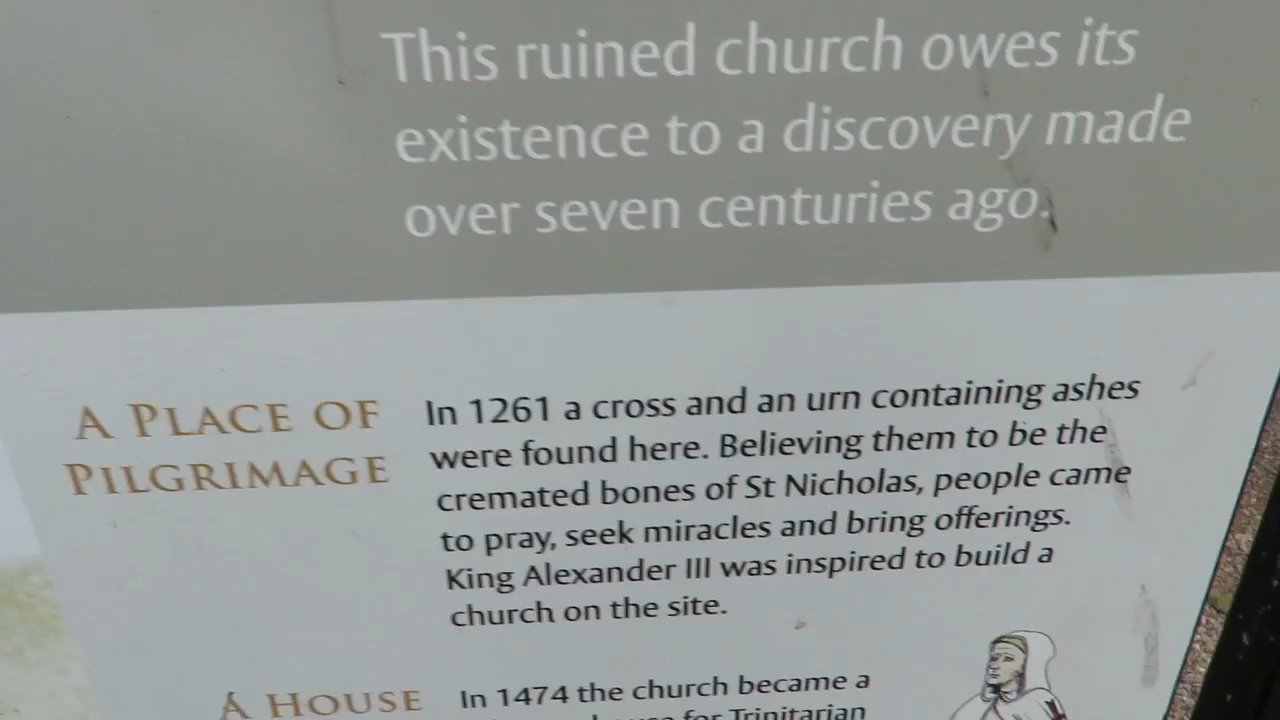 This ruined church owes its
existence to a discovery made
over seven centuries ago.
A PLACE OF
PILGRIMAGE
In 1261 a cross and an urn containing ashes
were found here. Believing them to be the
cremated bones of St Nicholas, people came
to pray, seek miracles and bring offerings.
King Alexander III was inspired to build a
church on the site.
A HOUSE
In 1474 the church became a
for Trinitarian